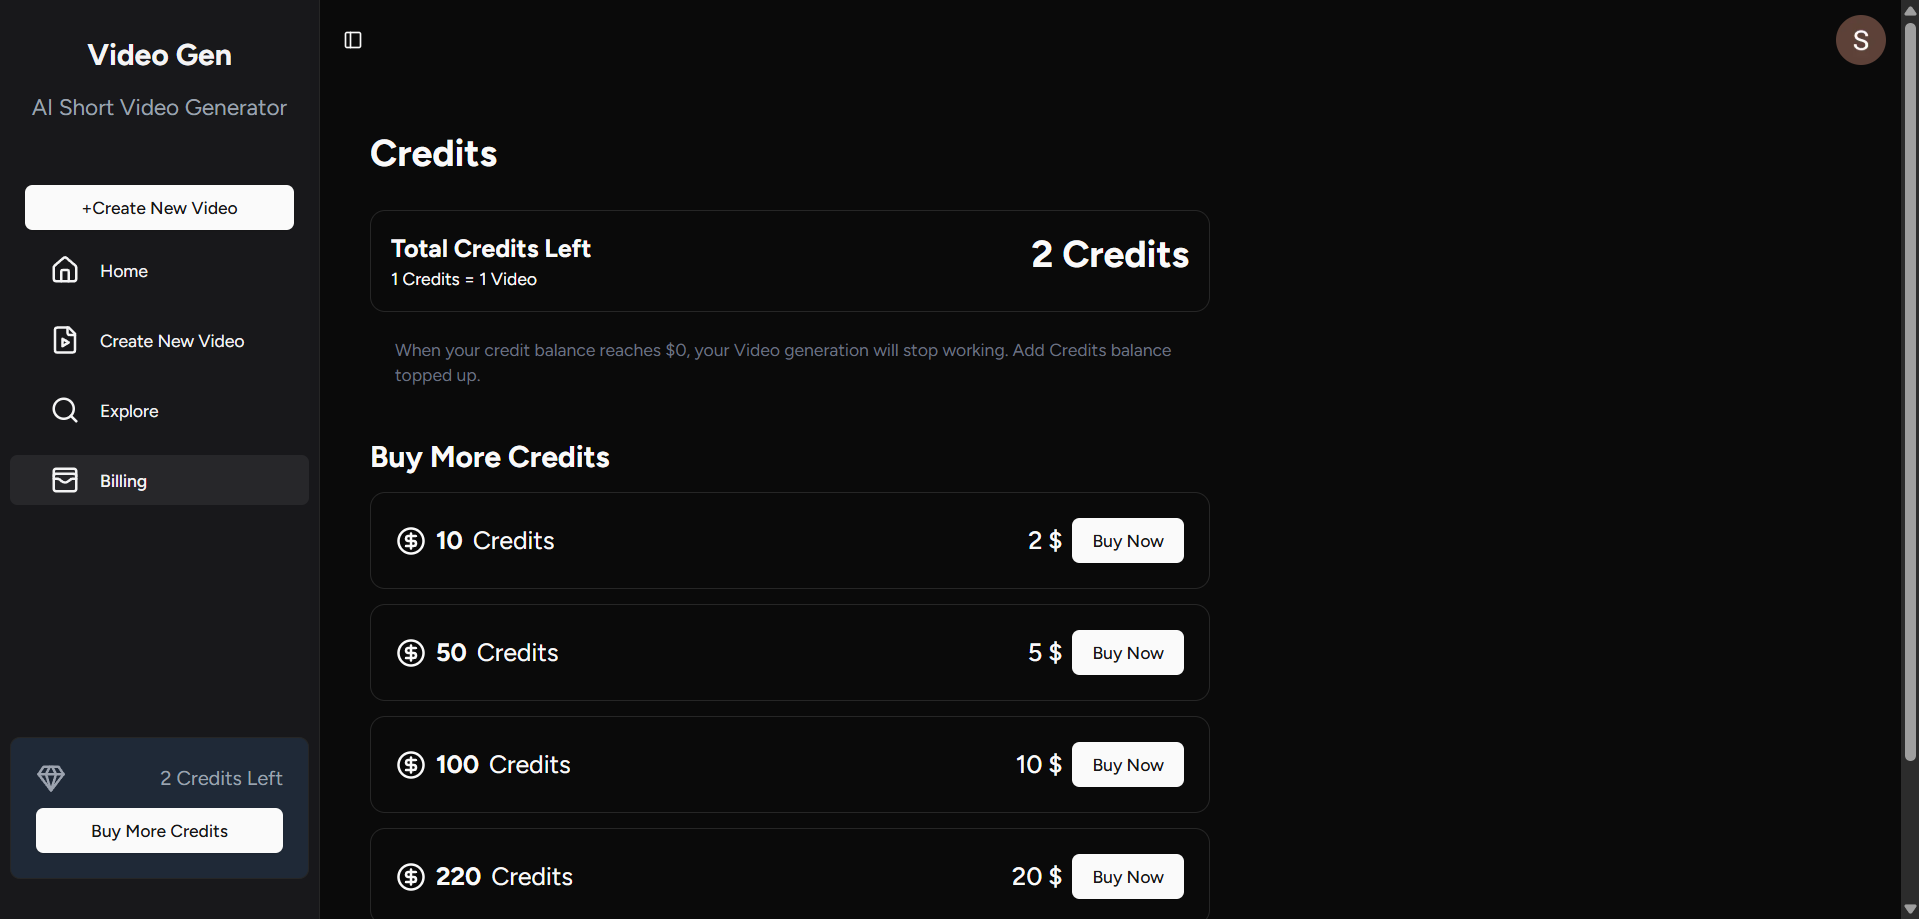 Video Gen
AI Short Video Generator
+Create New Video
Home
Create New Video
Explore
Billing
2 Credits Left
Buy More Credits
S
Credits
Total Credits Left
1 Credits = 1 Video
2 Credits
When your credit balance reaches $0, your Video generation will stop working. Add Credits balance
topped up.
Buy More Credits
10 Credits 2 $ Buy Now
50 Credits 5 $ Buy Now
100 Credits 10 $ Buy Now
220 Credits 20 $ Buy Now